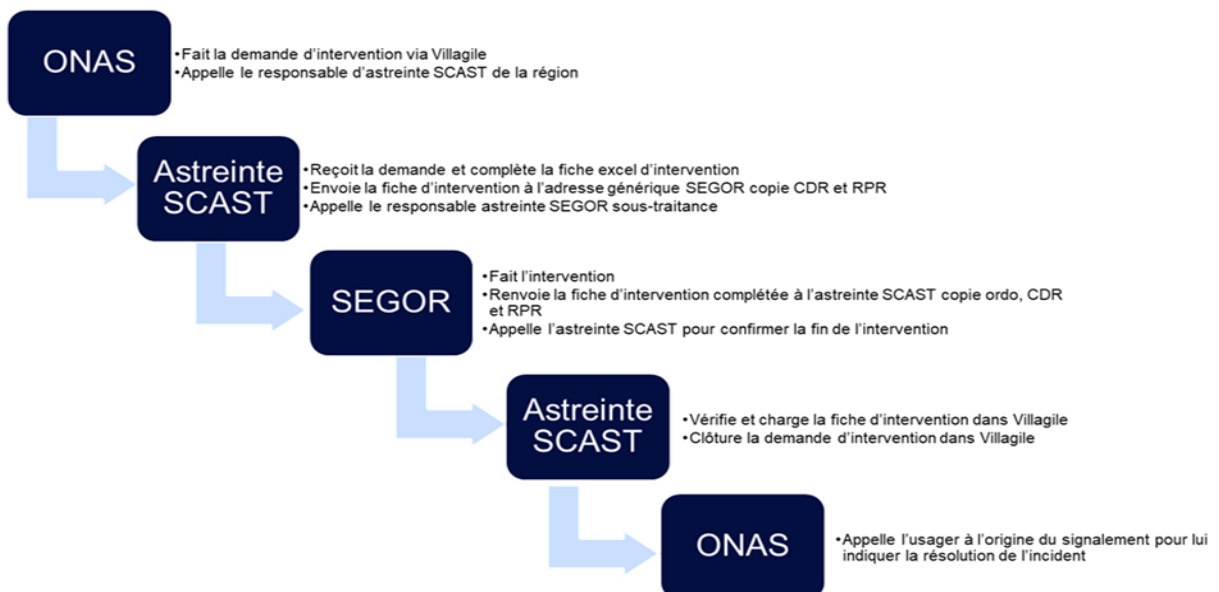 ONAS
•Fait la demande d'intervention via Villagile
•Appelle le responsable d'astreinte SCAST de la région
Astreinte
SCAST
•Reçoit la demande et complète la fiche excel d'intervention
•Envoie la fiche d'intervention à l'adresse générique SEGOR copie CDR et RPR
•Appelle le responsable astreinte SEGOR sous-traitance
SEGOR
•Fait l'intervention
•Renvoie la fiche d'intervention complétée à l'astreinte SCAST copie ordo, CDR
et RPR
•Appelle l'astreinte SCAST pour confirmer la fin de l'intervention
Astreinte
SCAST
•Vérifie et charge la fiche d'intervention dans Villagile
•Clôture la demande d'intervention dans Villagile
ONAS
•Appelle l'usager à l'origine du signalement pour lui
indiquer la résolution de l'incident